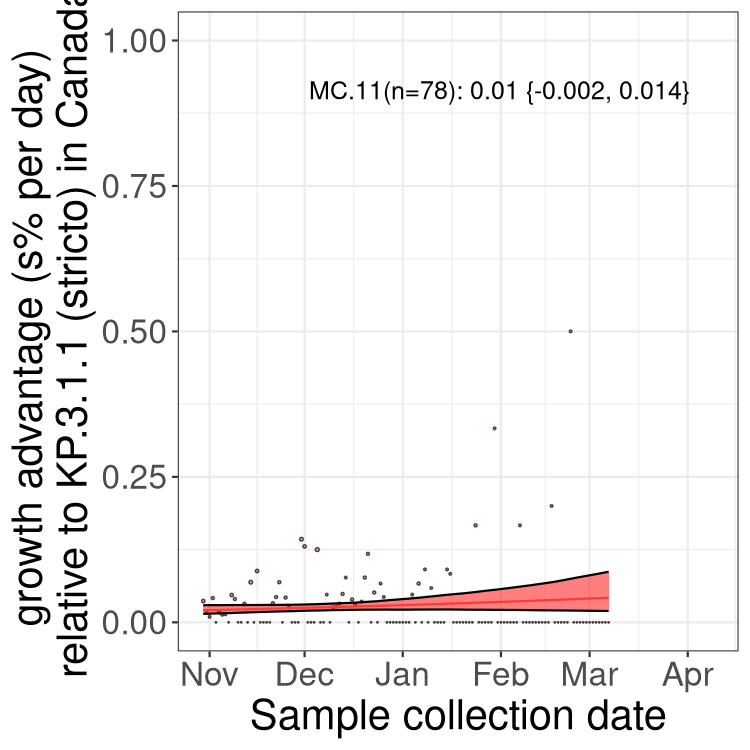 growth advantage (s% per day)
relative to KP.3.1.1 (stricto) in Canada
1.00
0.75
0.50
0.25
0.00
MC.11(n=78): 0.01 {-0.002, 0.014}
Nov Dec Jan Feb Mar Apr
Sample collection date